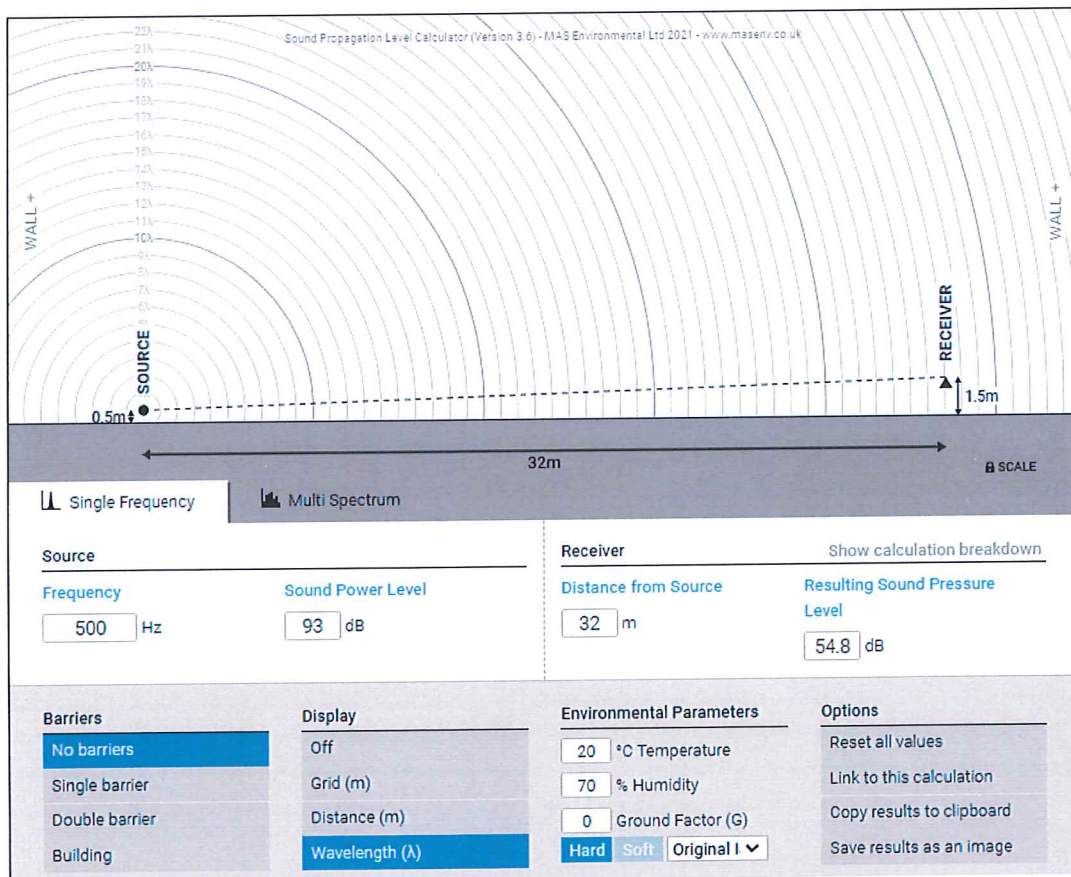 22λ
Sound Propagation Level Calculator (Version 3.6) - MAS Environmental Ltd 2021 - www.masenv.co.uk
21λ
20λ
19λ
18λ
17λ
16λ
15λ
14λ
13λ
12λ
11λ
10λ
9λ
8λ
7λ
6λ
WALL +
WALL +
SOURCE
RECEIVER
0.5m
1.5m
32m
SCALE
Single Frequency
Multi Spectrum
Source
Frequency
Sound Power Level
500 Hz
93 dB
Receiver
Show calculation breakdown
Distance from Source
Resulting Sound Pressure
Level
32 m
54.8 dB
Barriers
No barriers
Single barrier
Double barrier
Building
Display
Off
Grid (m)
Distance (m)
Wavelength (λ)
Environmental Parameters
20 °C Temperature
70 % Humidity
0 Ground Factor (G)
Hard Soft Original
Options
Reset all values
Link to this calculation
Copy results to clipboard
Save results as an image